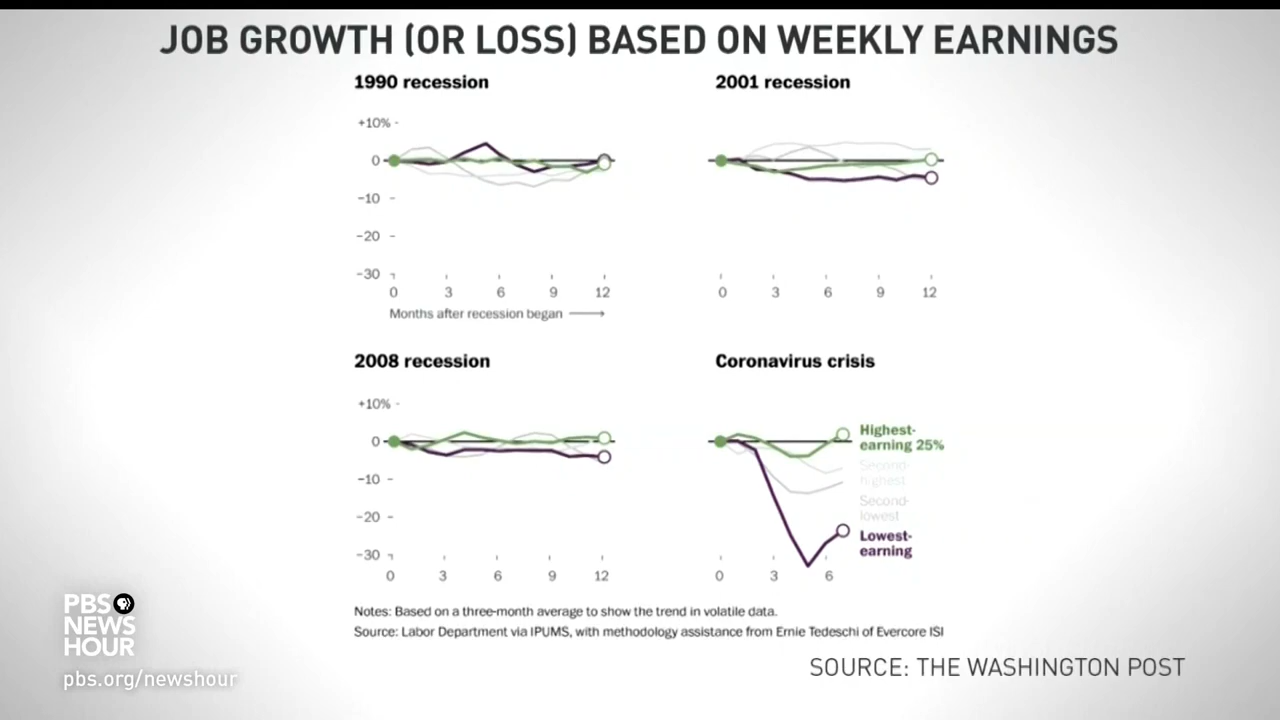 JOB GROWTH (OR LOSS) BASED ON WEEKLY EARNINGS
1990 recession
+10%
0
-10
-20
-30
0 3 6 9 12
Months after recession began
2001 recession
0 3 6 9 12
2008 recession
+10%
0
-10
-20
-30
0 3 6 9 12
Coronavirus crisis
Highest-
earning 25%
Second-
highest
Second-
lowest
Lowest-
earning
0 3 6
Notes: Based on a three-month average to show the trend in volatile data.
Source: Labor Department via IPUMS, with methodology assistance from Ernie Tedeschi of Evercore ISI
PBS
NEWS
HOUR
pbs.org/newshour
SOURCE: THE WASHINGTON POST